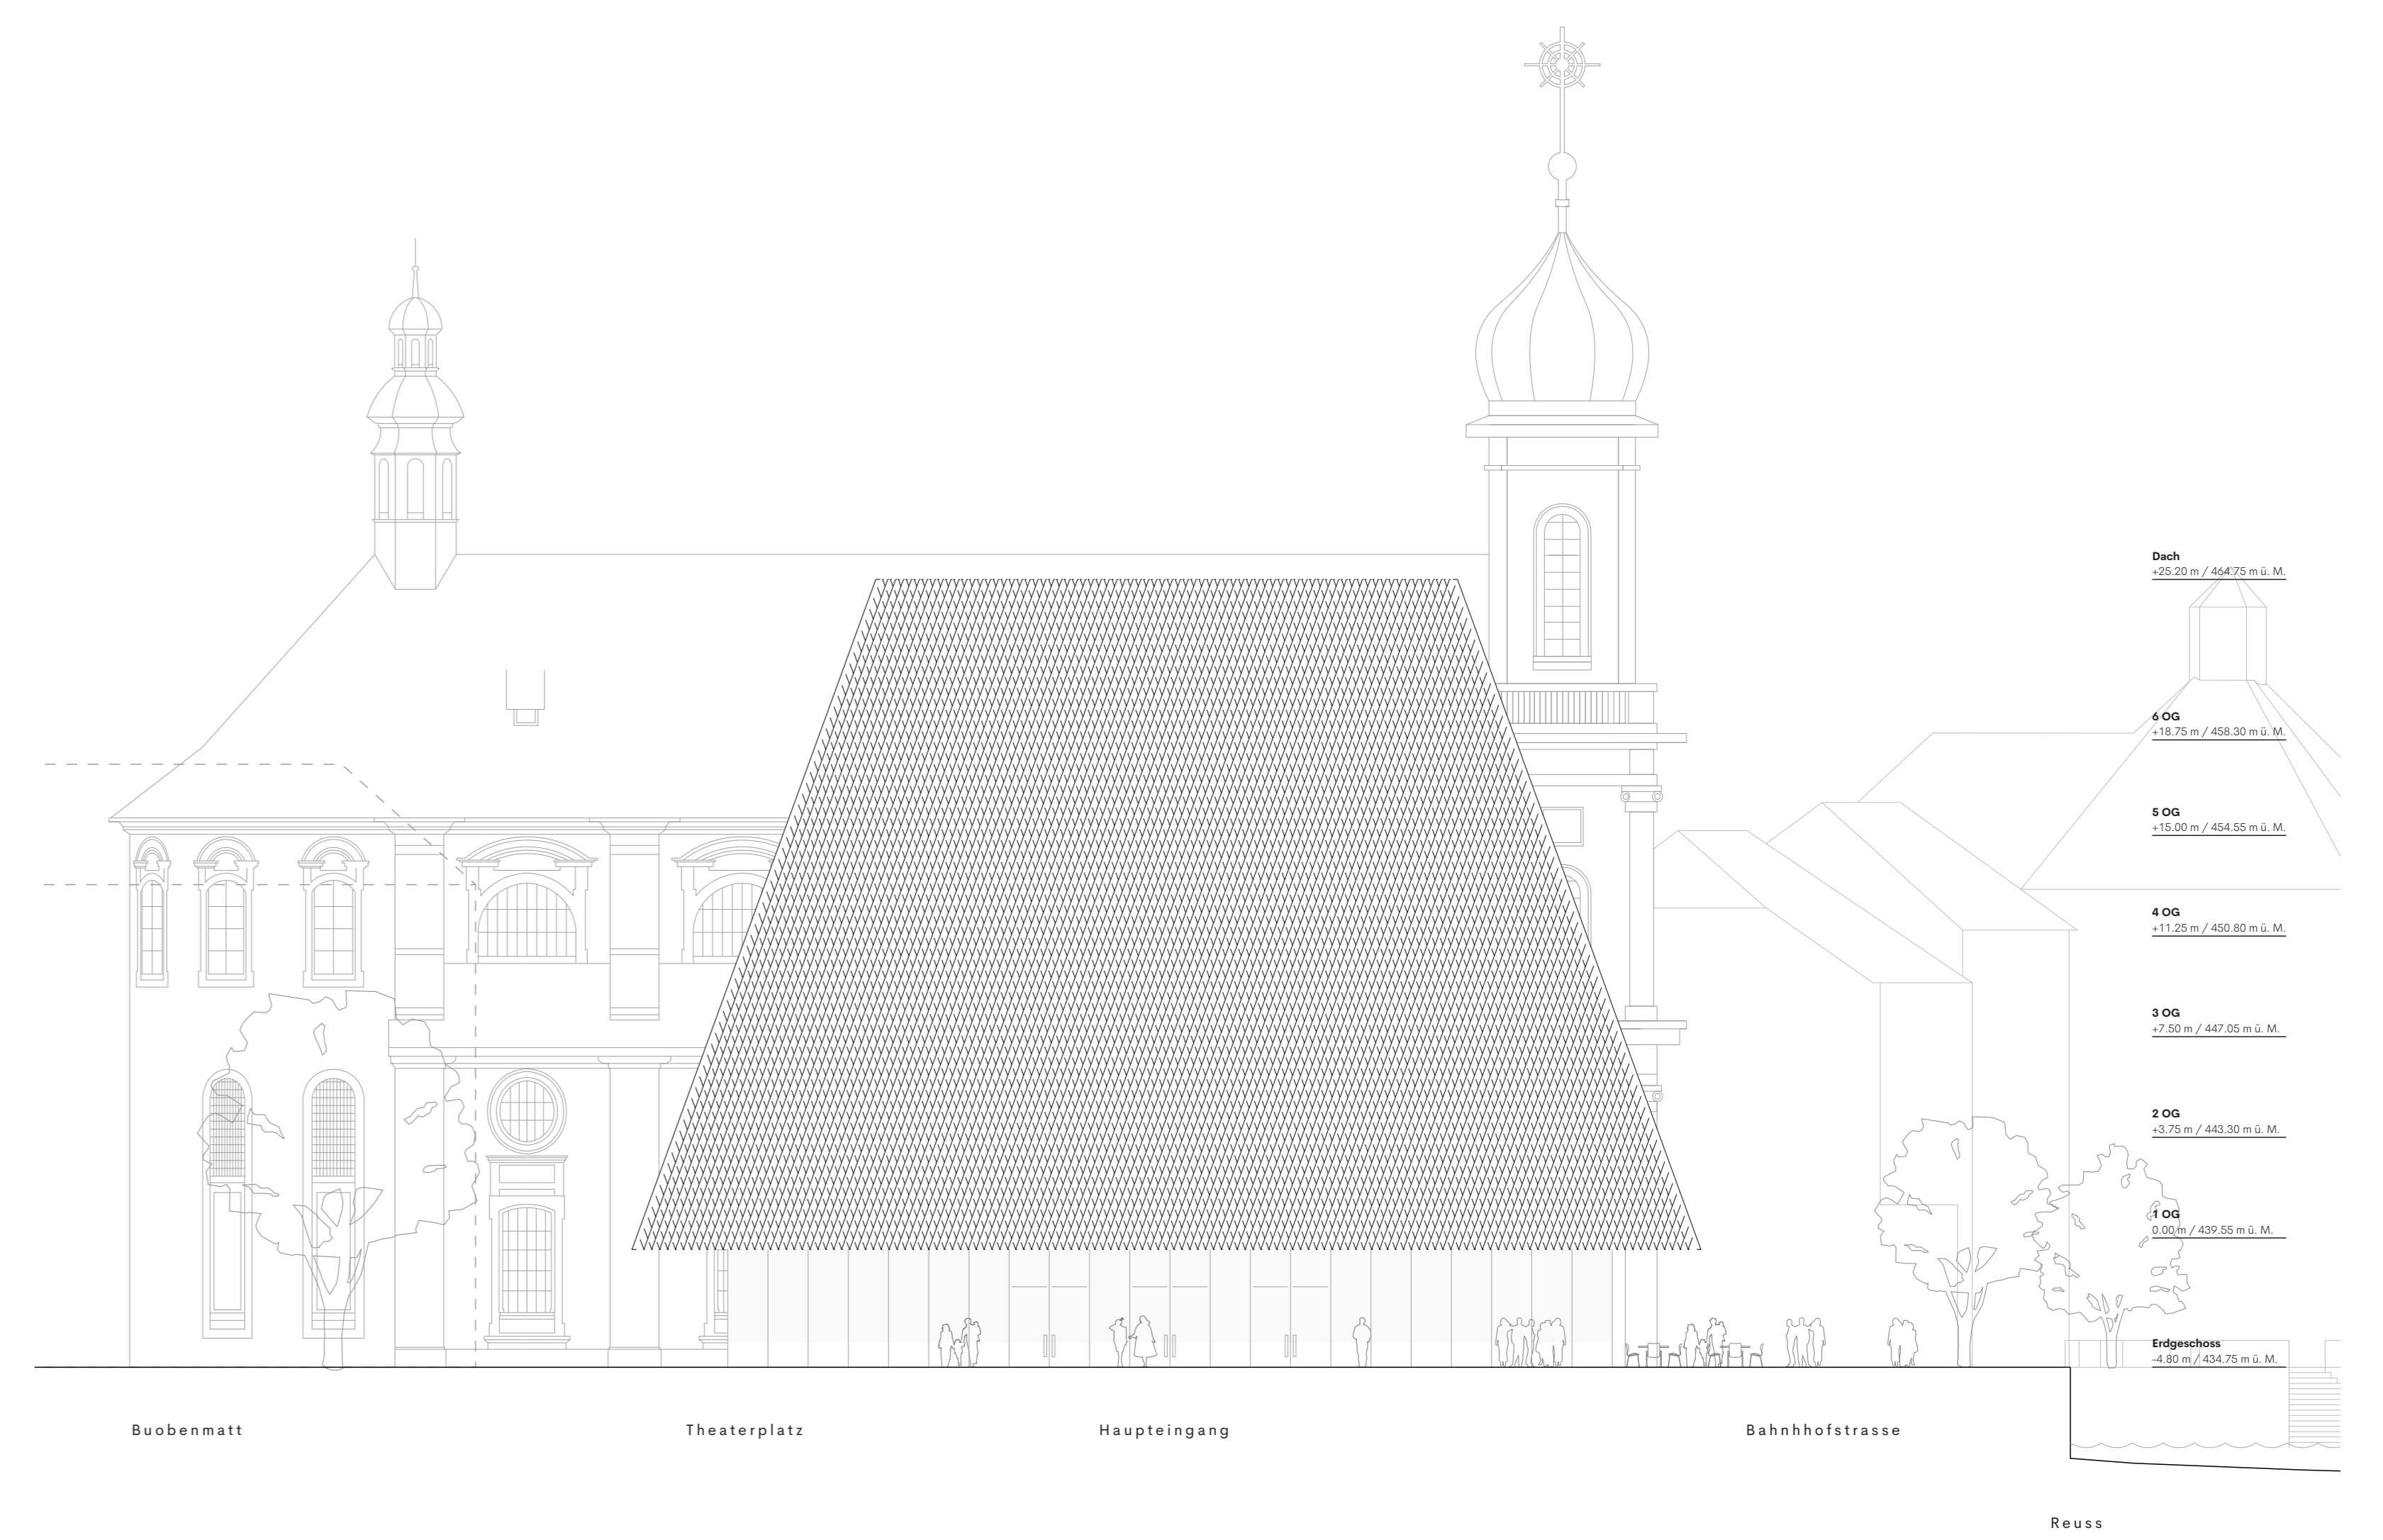 Dach
+25.20 m / 464.75 m ü. M.
6 OG
+18.75 m / 458.30 m ü. M.
5 OG
+15.00 m / 454.55 m ü. M.
4 OG
+11.25 m / 450.80 m ü. M.
3 OG
+7.50 m / 447.05 m ü. M.
2 OG
+3.75 m / 443.30 m ü. M.
1 OG
0.00 m / 439.55 m ü. M.
Erdgeschoss
-4.80 m / 434.75 m ü. M.
Buobenmatt
Theaterplatz
Haupteingang
Bahnhhofstrasse
Reuss